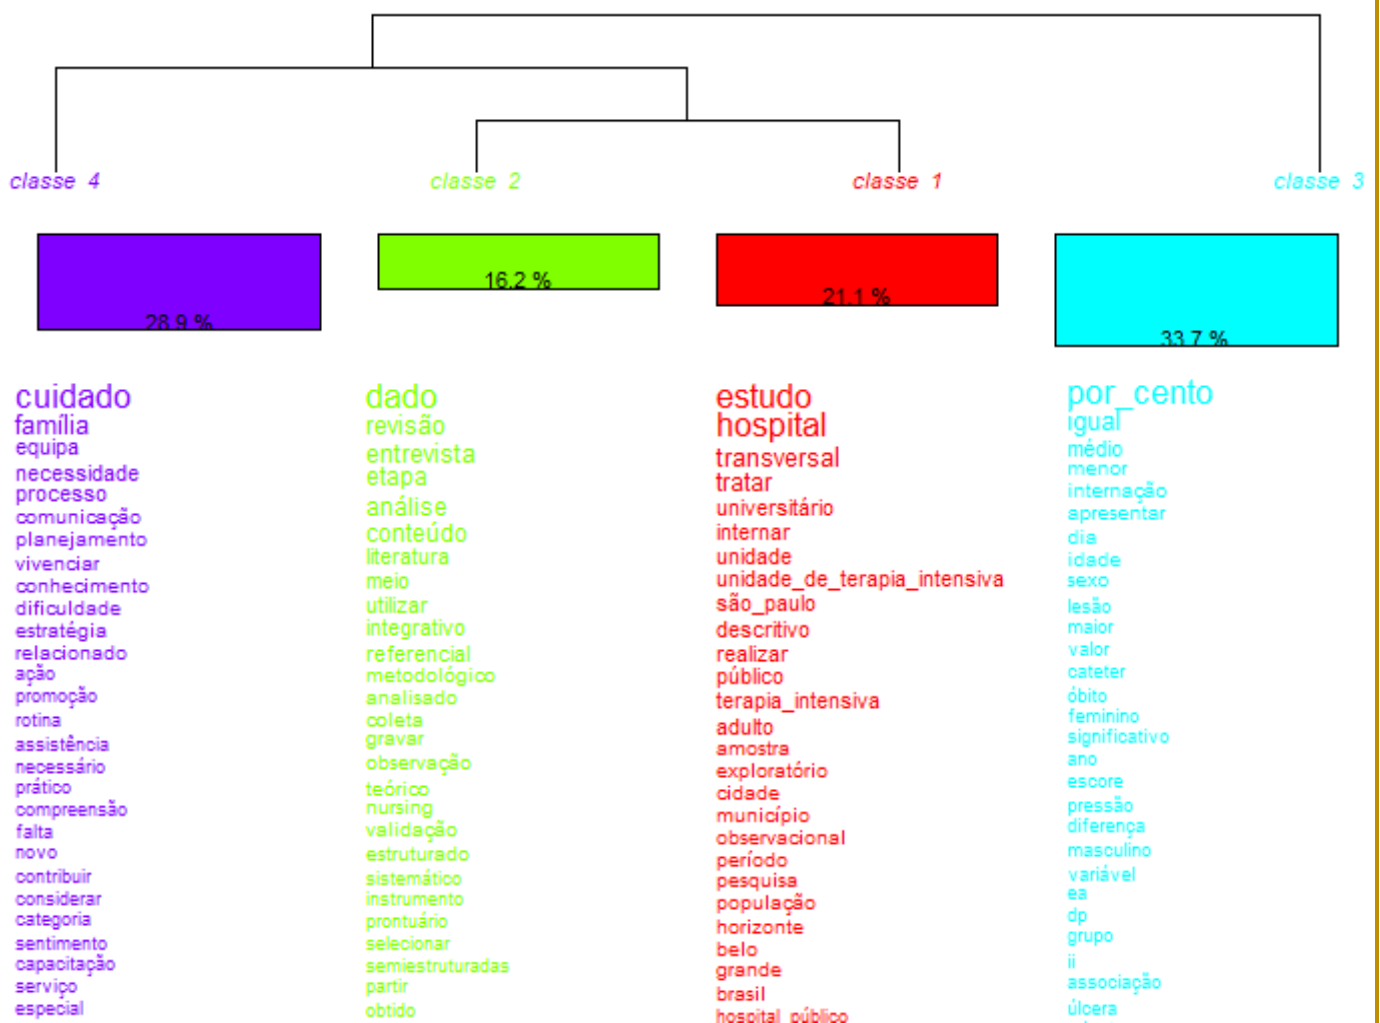 classe 4
classe 2
classe 1
classe 3
28.9 %
16.2 %
21.1 %
33.7 %
cuidado
família
equipa
necessidade
processo
comunicação
planejamento
vivenciar
conhecimento
dificuldade
estratégia
relacionado
ação
promoção
rotina
assistência
necessário
prático
compreensão
falta
novo
contribuir
considerar
categoria
sentimento
capacitação
serviço
especial
dado
revisão
entrevista
etapa
análise
conteúdo
literatura
meio
utilizar
integrativo
referencial
metodológico
analisado
coleta
gravar
observação
teórico
nursing
validação
estruturado
sistemático
instrumento
prontuário
selecionar
semiestruturadas
partir
obtido
estudo
hospital
transversal
tratar
universitário
internar
unidade
unidade_de_terapia_intensiva
são_paulo
descritivo
realizar
público
terapia_intensiva
adulto
amostra
exploratório
cidade
município
observacional
período
pesquisa
população
horizonte
belo
grande
brasil
hospital_público
por_cento
igual
médio
menor
internação
apresentar
dia
idade
sexo
lesão
maior
valor
cateter
óbito
feminino
significativo
ano
escore
pressão
diferença
masculino
variável
ea
dp
grupo
ii
associação
úlcera